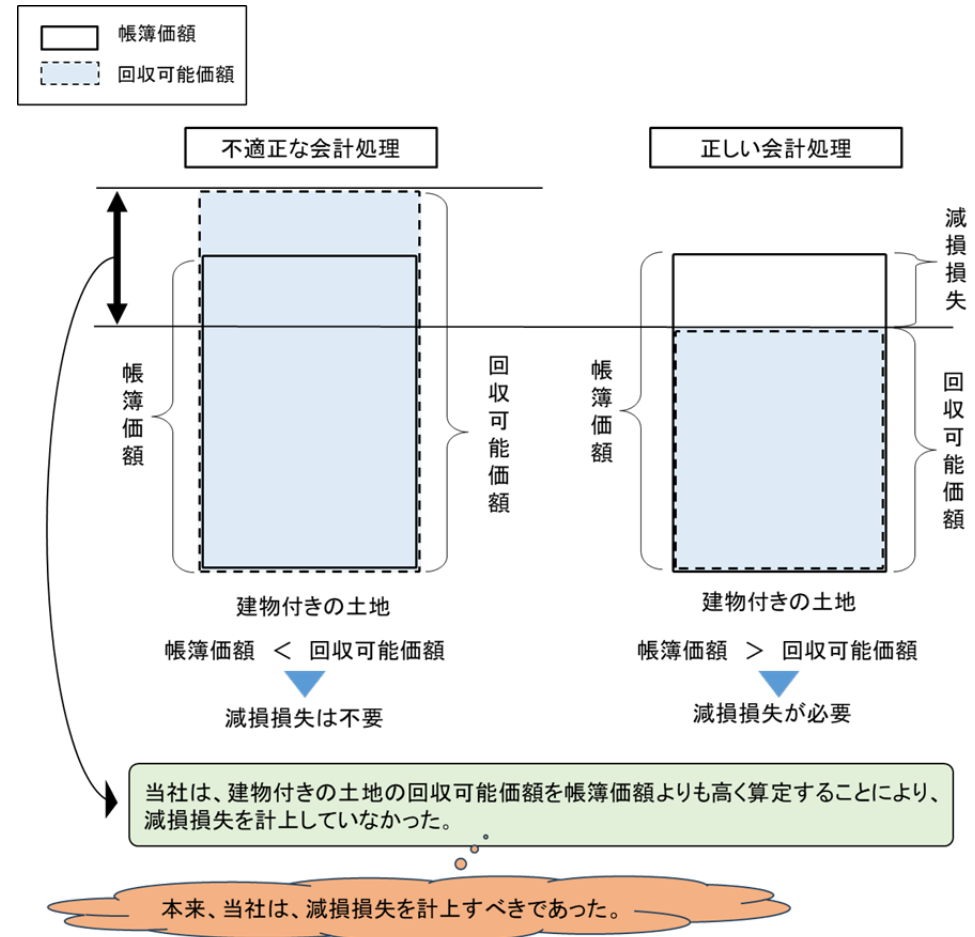 帳簿価額
回収可能価額
不適正な会計処理
正しい会計処理
減損損失
帳簿価額
回収可能価額
帳簿価額
回収可能価額
建物付きの土地
建物付きの土地
帳簿価額 < 回収可能価額
帳簿価額 > 回収可能価額
減損損失は不要
減損損失が必要
当社は、建物付きの土地の回収可能価額を帳簿価額よりも高く算定することにより、
減損損失を計上していなかった。
本来、当社は、減損損失を計上すべきであった。